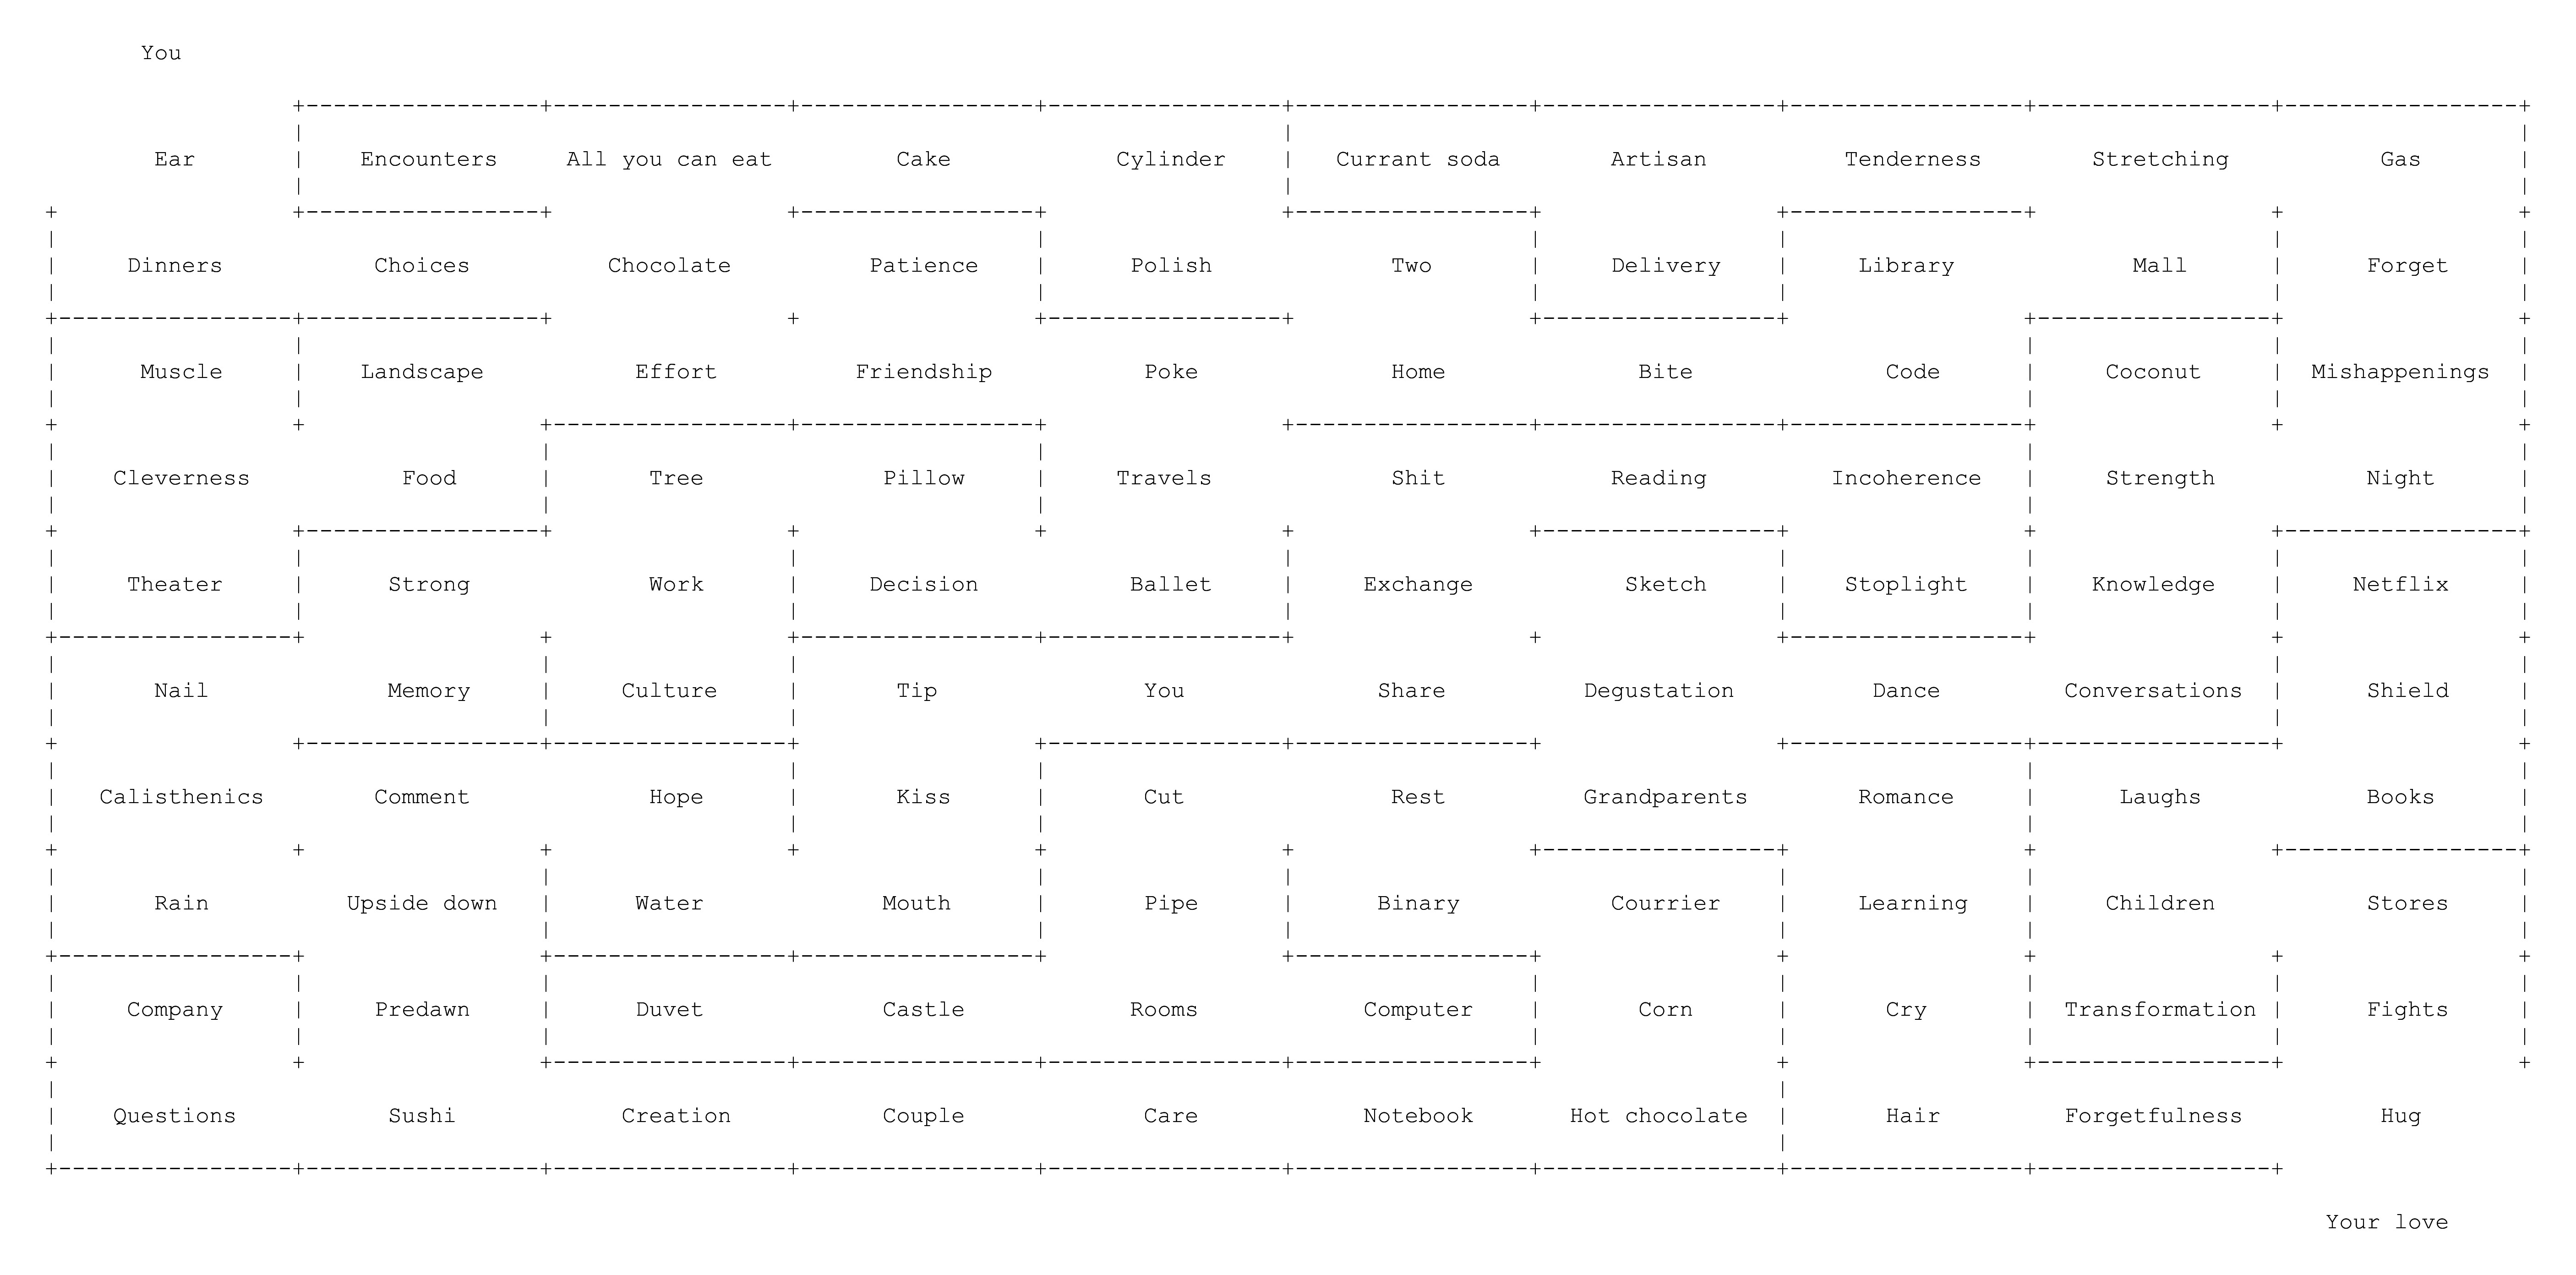 You
Ear Encounters All you can eat Cake Cylinder Currant soda Artisan Tenderness Stretching Gas
Dinners Choices Chocolate Patience Polish Two Delivery Library Mall Forget
Muscle Landscape Effort Friendship Poke Home Bite Code Coconut Mishappenings
Cleverness Food Tree Pillow Travels Shit Reading Incoherence Strength Night
Theater Strong Work Decision Ballet Exchange Sketch Stoplight Knowledge Netflix
Nail Memory Culture Tip You Share Degustation Dance Conversations Shield
Calisthenics Comment Hope Kiss Cut Rest Grandparents Romance Laughs Books
Rain Upside down Water Mouth Pipe Binary Courrier Learning Children Stores
Company Predawn Duvet Castle Rooms Computer Corn Cry Transformation Fights
Questions Sushi Creation Couple Care Notebook Hot chocolate Hair Forgetfulness Hug
Your love